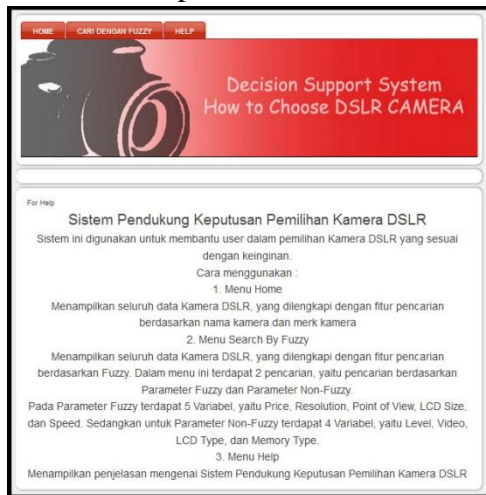 HOME CARI DENGAN FUZZY HELP
Decision Support System
How to Choose DSLR CAMERA
For Help
Sistem Pendukung Keputusan Pemilihan Kamera DSLR
Sistem ini digunakan untuk membantu user dalam pemilihan Kamera DSLR yang sesuai
dengan keinginan.
Cara menggunakan :
1. Menu Home
Menampilkan seluruh data Kamera DSLR, yang dilengkapi dengan fitur pencarian
berdasarkan nama kamera dan merk kamera
2. Menu Search By Fuzzy
Menampilkan seluruh data Kamera DSLR, yang dilengkapi dengan fitur pencarian
berdasarkan Fuzzy. Dalam menu ini terdapat 2 pencarian, yaitu pencarian berdasarkan
Parameter Fuzzy dan Parameter Non-Fuzzy.
Pada Parameter Fuzzy terdapat 5 Variabel, yaitu Price, Resolution, Point of View, LCD Size,
dan Speed. Sedangkan untuk Parameter Non-Fuzzy terdapat 4 Variabel, yaitu Level, Video,
LCD Type, dan Memory Type.
3. Menu Help
Menampilkan penjelasan mengenai Sistem Pendukung Keputusan Pemilihan Kamera DSLR